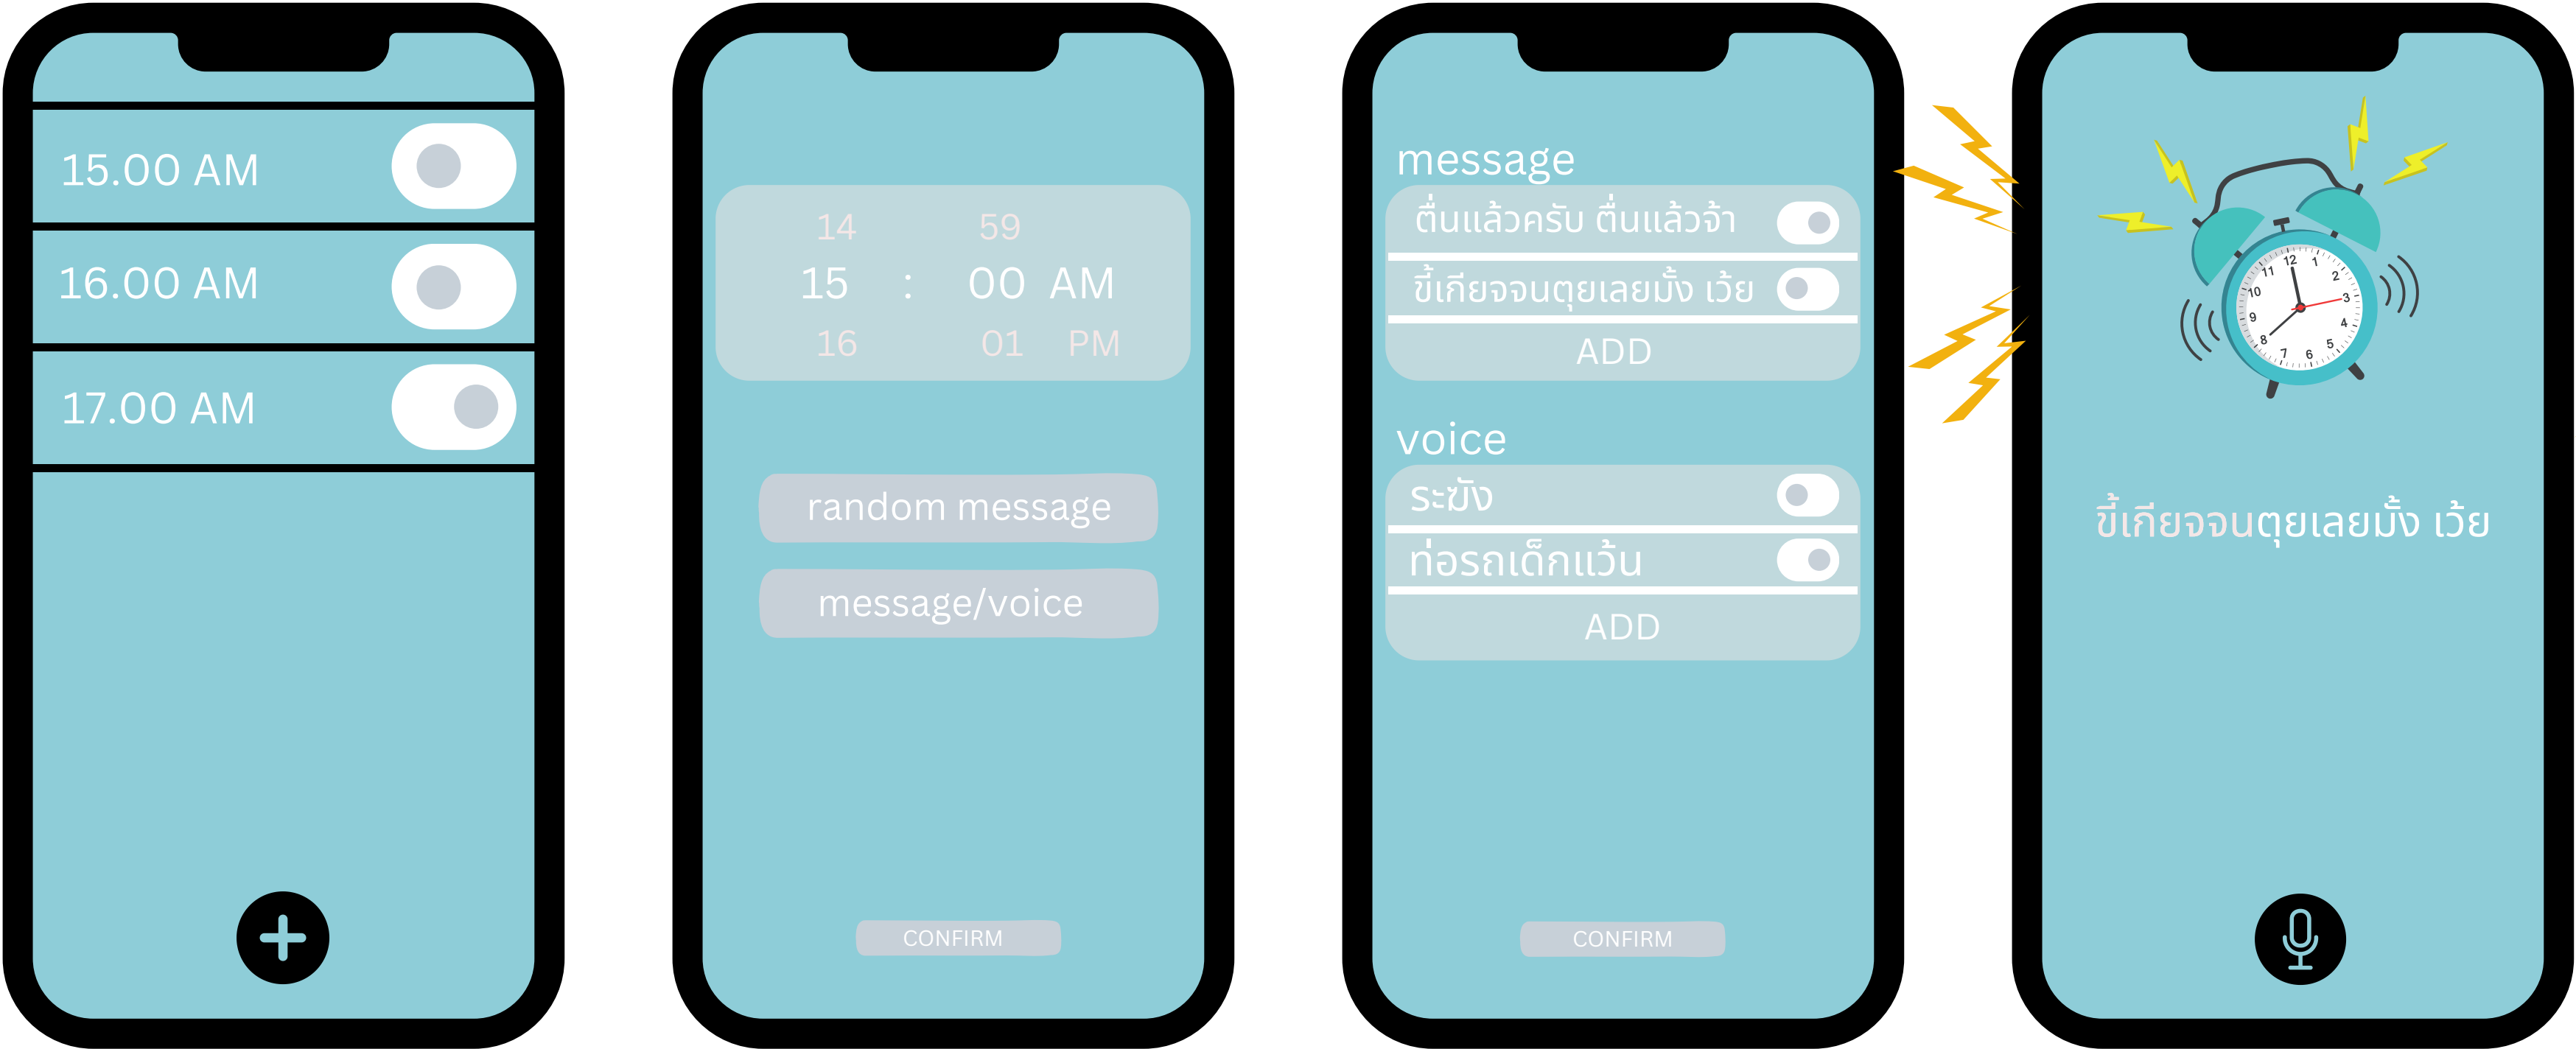 15.00 AM
16.00 AM
17.00 AM
14 59
15 : 00 AM
16 01 PM
random message
message/voice
CONFIRM
message
ตื่นแล้วครับ ตื่นแล้วจ้า
ขี้เกียจจนตุยเลยมั้ง เว้ย
ADD
voice
ระฆัง
ท่อรถเด็กแว้น
ADD
CONFIRM
12 1 2 3 4 5 6 7 8 9 10 11
ขี้เกียจจนตุยเลยมั้ง เว้ย